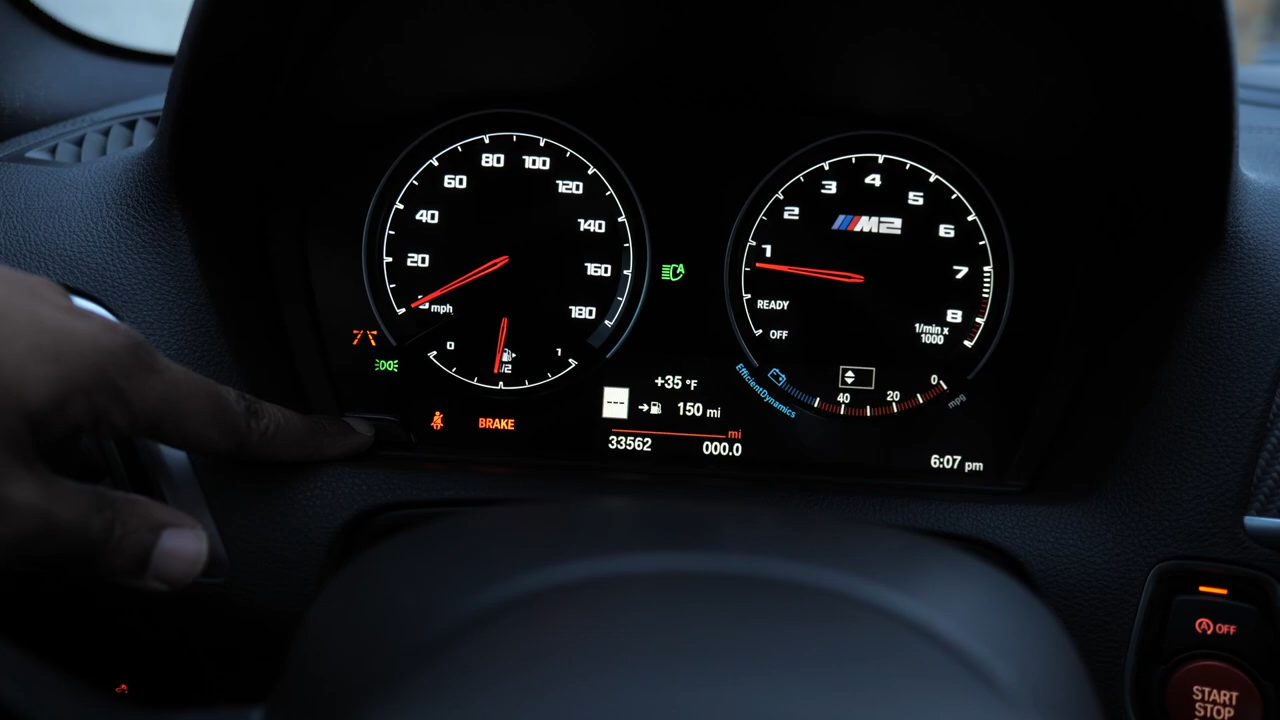 20
40
60
80
100
120
140
160
180
mph
0
1/2
1
BRAKE
+35 °F
---
150 mi
mi
33562
000.0
A
M2
1
2
3
4
5
6
7
8
1/min x
1000
READY
OFF
EfficientDynamics
40
20
0
mpg
6:07 pm
A OFF
START
STOP